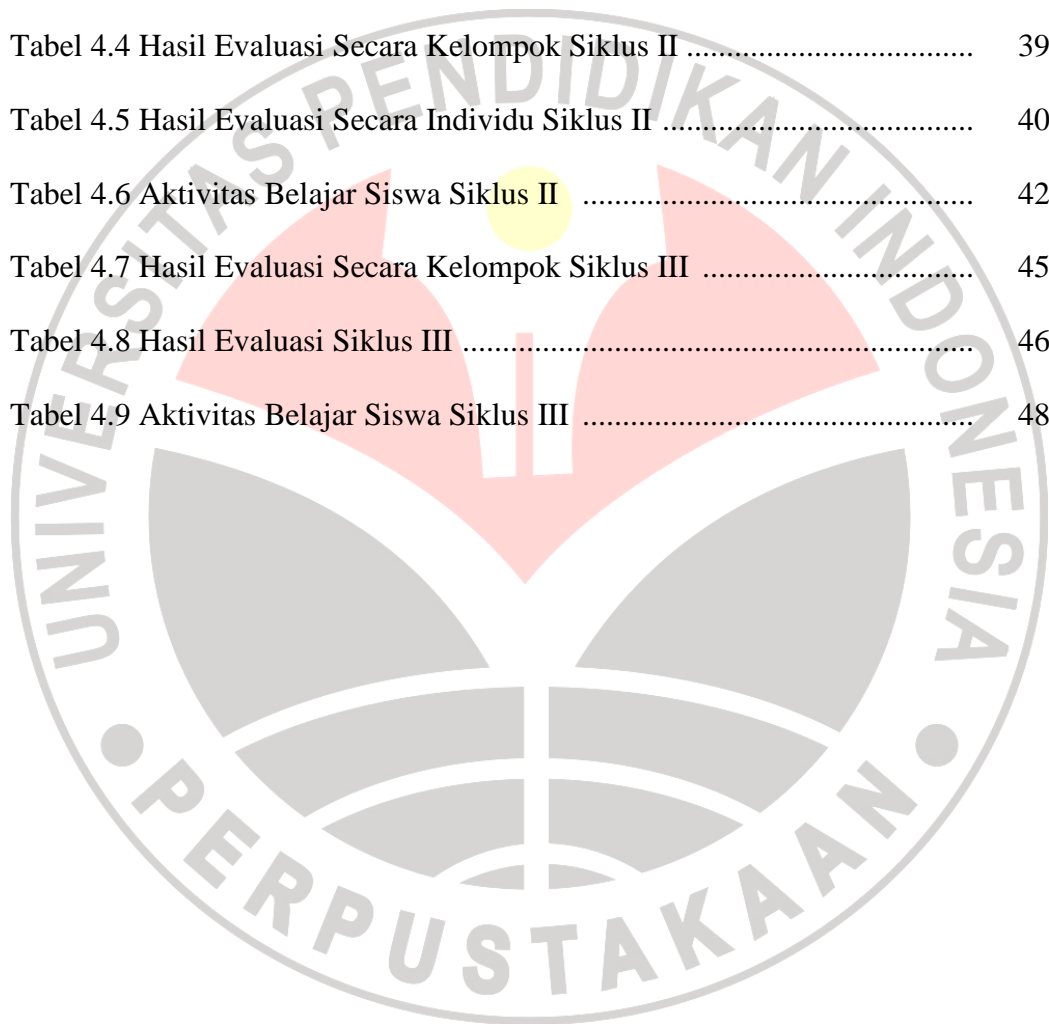 Tabel 4.4 Hasil Evaluasi Secara Kelompok Siklus II ................................... 39
Tabel 4.5 Hasil Evaluasi Secara Individu Siklus II ...................................... 40
Tabel 4.6 Aktivitas Belajar Siswa Siklus II ................................................ 42
Tabel 4.7 Hasil Evaluasi Secara Kelompok Siklus III ................................. 45
Tabel 4.8 Hasil Evaluasi Siklus III .............................................................. 46
Tabel 4.9 Aktivitas Belajar Siswa Siklus III ................................................ 48
UNIVERSITAS PENDIDIKAN INDONESIA
PERPUSTAKAAN